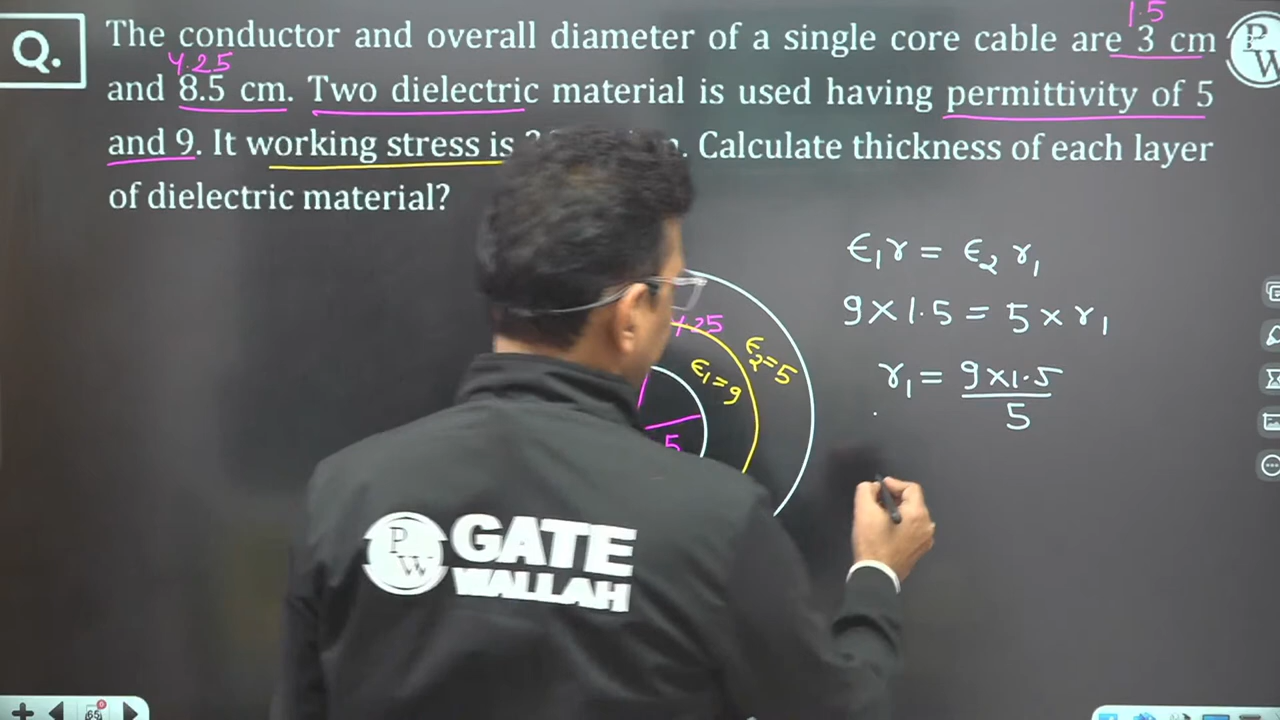 1.5
Q. The conductor and overall diameter of a single core cable are 3 cm
4.25
and 8.5 cm. Two dielectric material is used having permittivity of 5
and 9. It working stress is . Calculate thickness of each layer
of dielectric material?
P
W
ϵ₁r = ϵ₂ r₁
9×1.5 = 5×r₁
r₁ = 9×1.5
5
4.25
ϵ₂=5
ϵ₁=9
5
P
W
GATE
WALLAH
65